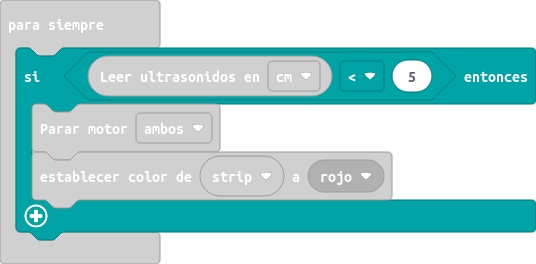 para siempre
si Leer ultrasonidos en cm < 5 entonces
Parar motor ambos
establecer color de strip a rojo